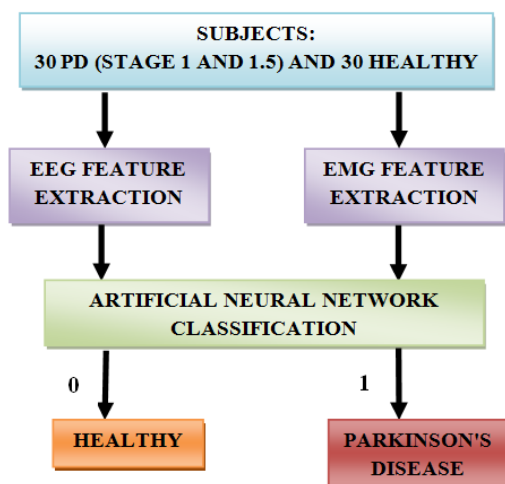 SUBJECTS:
30 PD (STAGE 1 AND 1.5) AND 30 HEALTHY
EEG FEATURE
EXTRACTION
EMG FEATURE
EXTRACTION
ARTIFICIAL NEURAL NETWORK
CLASSIFICATION
0
1
HEALTHY
PARKINSON'S
DISEASE